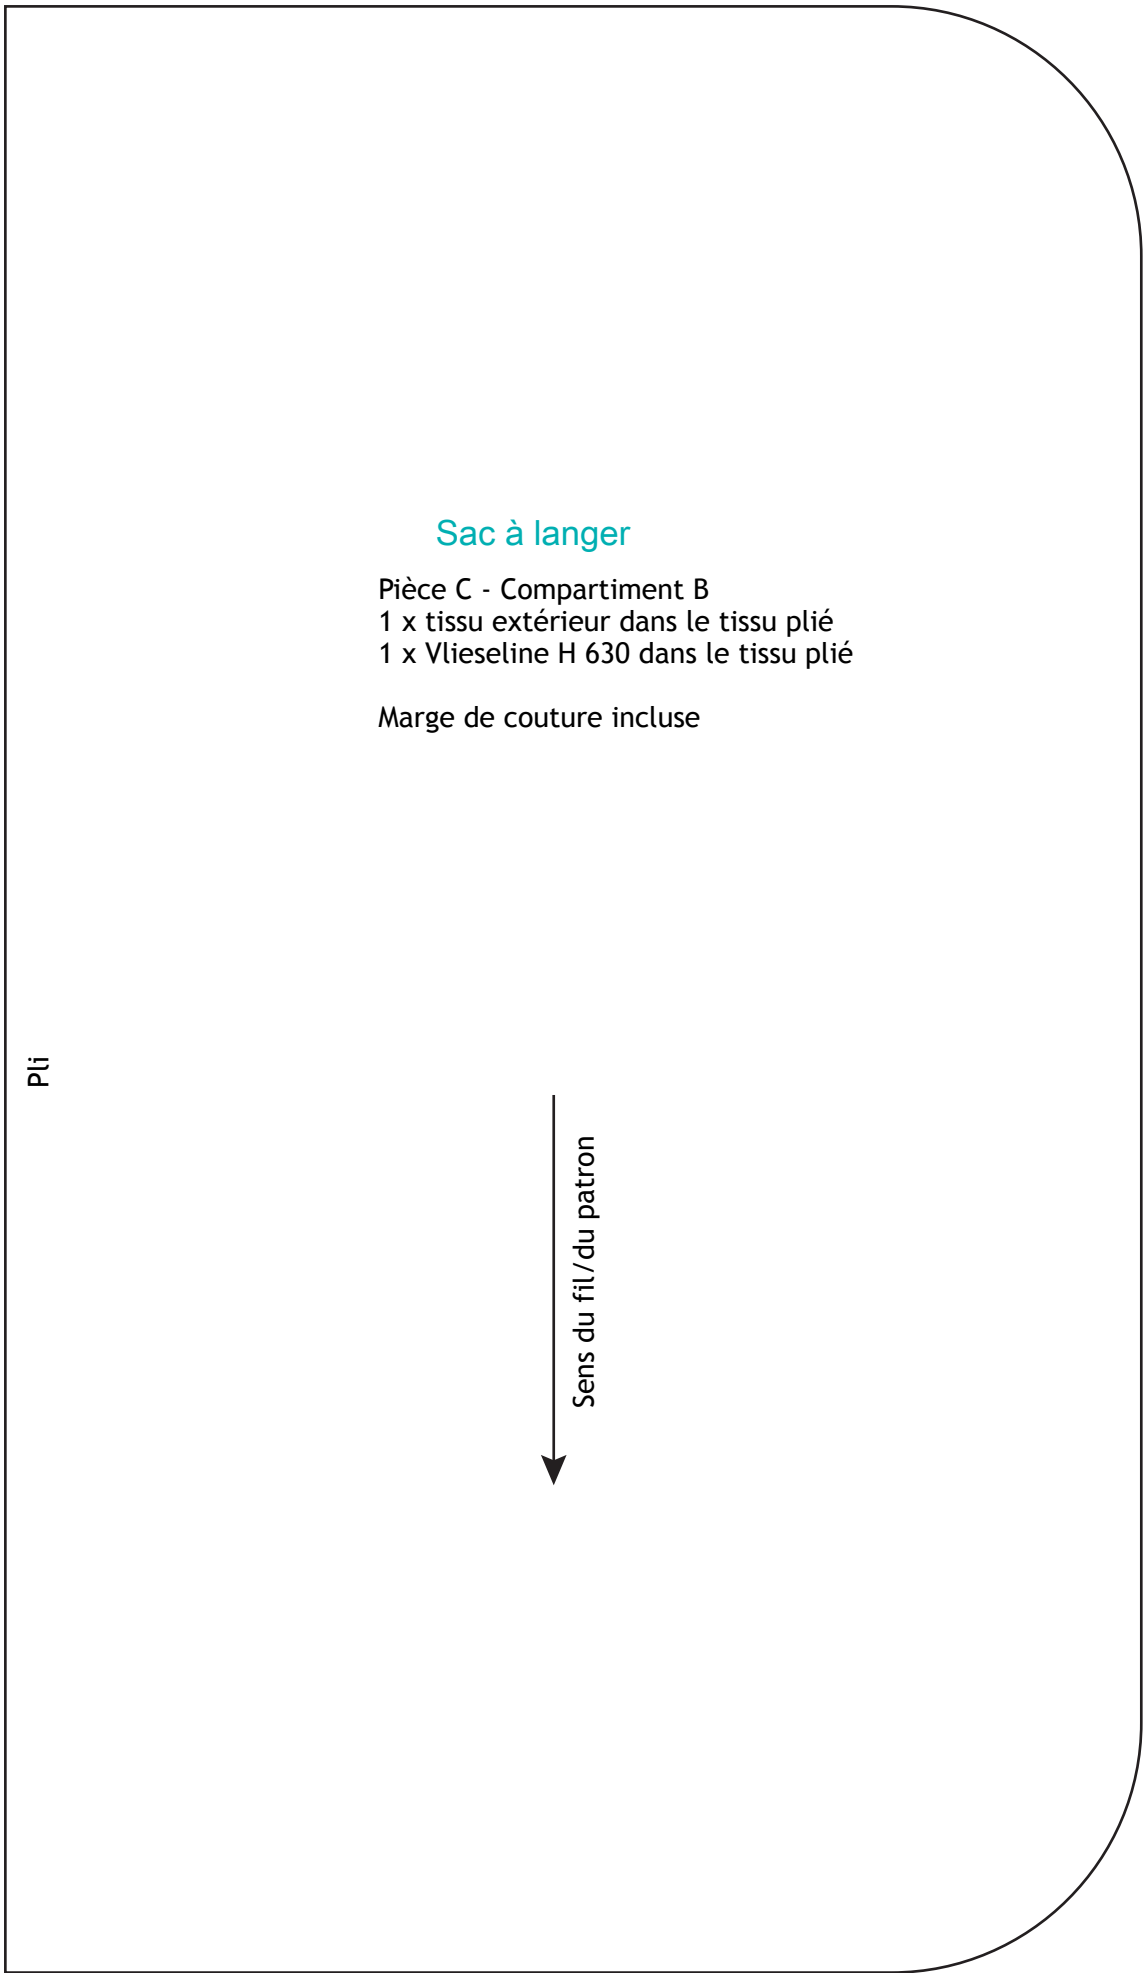 Sac à langer
Pièce C - Compartiment B
1 x tissu extérieur dans le tissu plié
1 x Vlieseline H 630 dans le tissu plié
Marge de couture incluse
Pli
Sens du fil/du patron